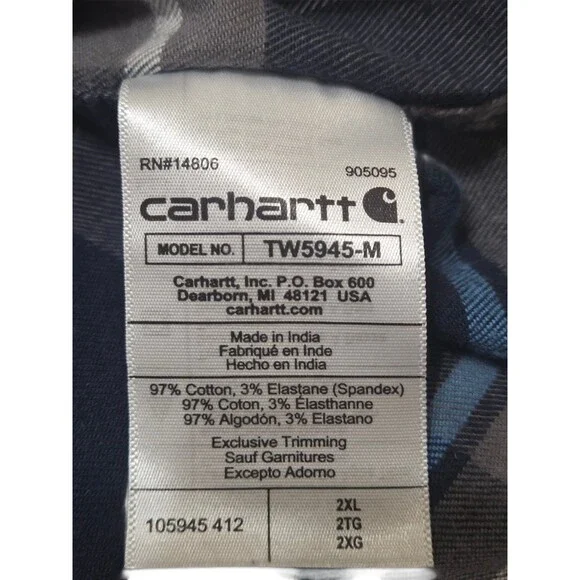 RN#14806 905095
carhartt
MODEL NO. TW5945-M
Carhartt, Inc. P.O. Box 600
Dearborn, MI 48121 USA
carhartt.com
Made in India
Fabriqué en Inde
Hecho en India
97% Cotton, 3% Elastane (Spandex)
97% Coton, 3% Élasthanne
97% Algodón, 3% Elastano
Exclusive Trimming
Sauf Garnitures
Excepto Adorno
105945 412
2XL
2TG
2XG